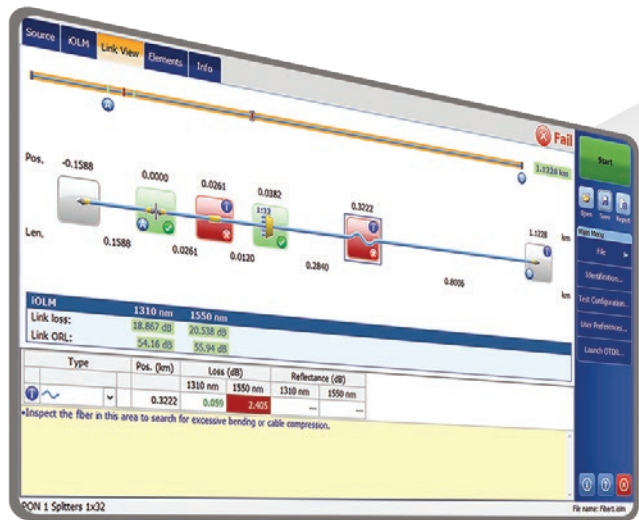 Source iOLM Link View Elements Info
Fail
1.1228 km
Start
Open Save Report
Main Menu
File
Identification...
Test Configuration...
User Preferences...
Launch OTDR...
Pos. -0.1588 0.0000 0.0261 0.0382 0.3222 1.1228 km
1:32
Len. 0.1588 0.0261 0.0120 0.2840 0.8006 km
iOLM 1310 nm 1550 nm
Link loss: 18.867 dB 20.538 dB
Link ORL: 54.16 dB 55.94 dB
Type Pos. (km) Loss (dB) Reflectance (dB)
1310 nm 1550 nm 1310 nm 1550 nm
0.3222 0.059 2.405 --- ---
•Inspect the fiber in this area to search for excessive bending or cable compression.
PON 1 Splitters 1x32
File name: Fiber1.iolm